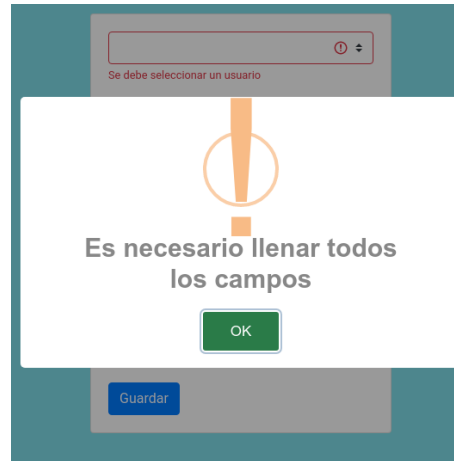 Se debe seleccionar un usuario
Es necesario llenar todos
los campos
OK
Guardar